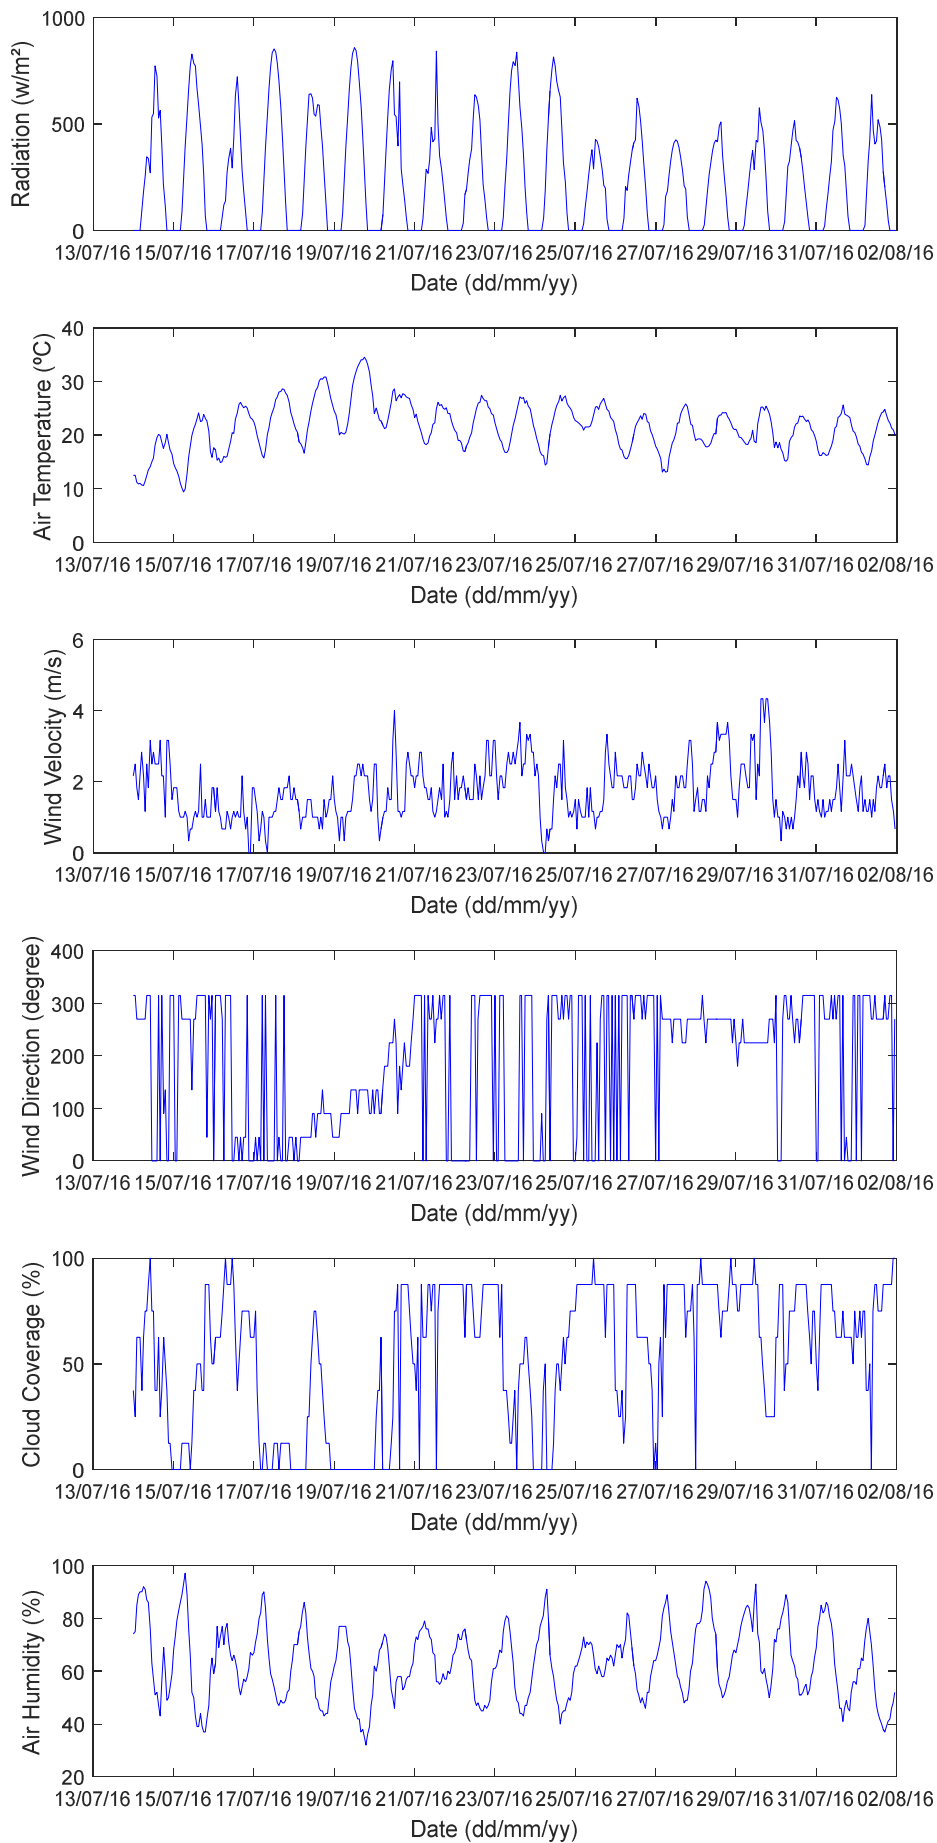 Radiation (w/m²)
1000
500
0
13/07/16 15/07/16 17/07/16 19/07/16 21/07/16 23/07/16 25/07/16 27/07/16 29/07/16 31/07/16 02/08/16
Date (dd/mm/yy)
Air Temperature (ºC)
40
30
20
10
0
13/07/16 15/07/16 17/07/16 19/07/16 21/07/16 23/07/16 25/07/16 27/07/16 29/07/16 31/07/16 02/08/16
Date (dd/mm/yy)
Wind Velocity (m/s)
6
4
2
0
13/07/16 15/07/16 17/07/16 19/07/16 21/07/16 23/07/16 25/07/16 27/07/16 29/07/16 31/07/16 02/08/16
Date (dd/mm/yy)
Wind Direction (degree)
400
300
200
100
0
13/07/16 15/07/16 17/07/16 19/07/16 21/07/16 23/07/16 25/07/16 27/07/16 29/07/16 31/07/16 02/08/16
Date (dd/mm/yy)
Cloud Coverage (%)
100
50
0
13/07/16 15/07/16 17/07/16 19/07/16 21/07/16 23/07/16 25/07/16 27/07/16 29/07/16 31/07/16 02/08/16
Date (dd/mm/yy)
Air Humidity (%)
100
80
60
40
20
13/07/16 15/07/16 17/07/16 19/07/16 21/07/16 23/07/16 25/07/16 27/07/16 29/07/16 31/07/16 02/08/16
Date (dd/mm/yy)